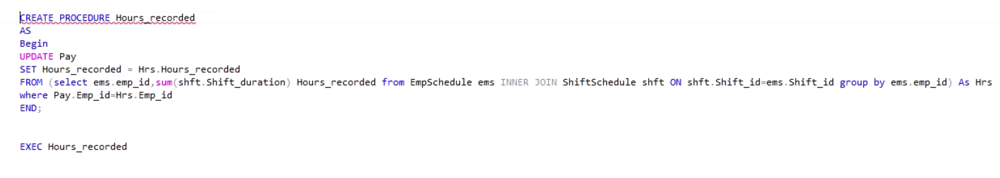 CREATE PROCEDURE Hours_recorded
AS
Begin
UPDATE Pay
SET Hours_recorded = Hrs.Hours_recorded
FROM (select ems.emp_id,sum(shft.Shift_duration) Hours_recorded from EmpSchedule ems INNER JOIN ShiftSchedule shft ON shft.Shift_id=ems.Shift_id group by ems.emp_id) As Hrs
where Pay.Emp_id=Hrs.Emp_id
END;
EXEC Hours_recorded